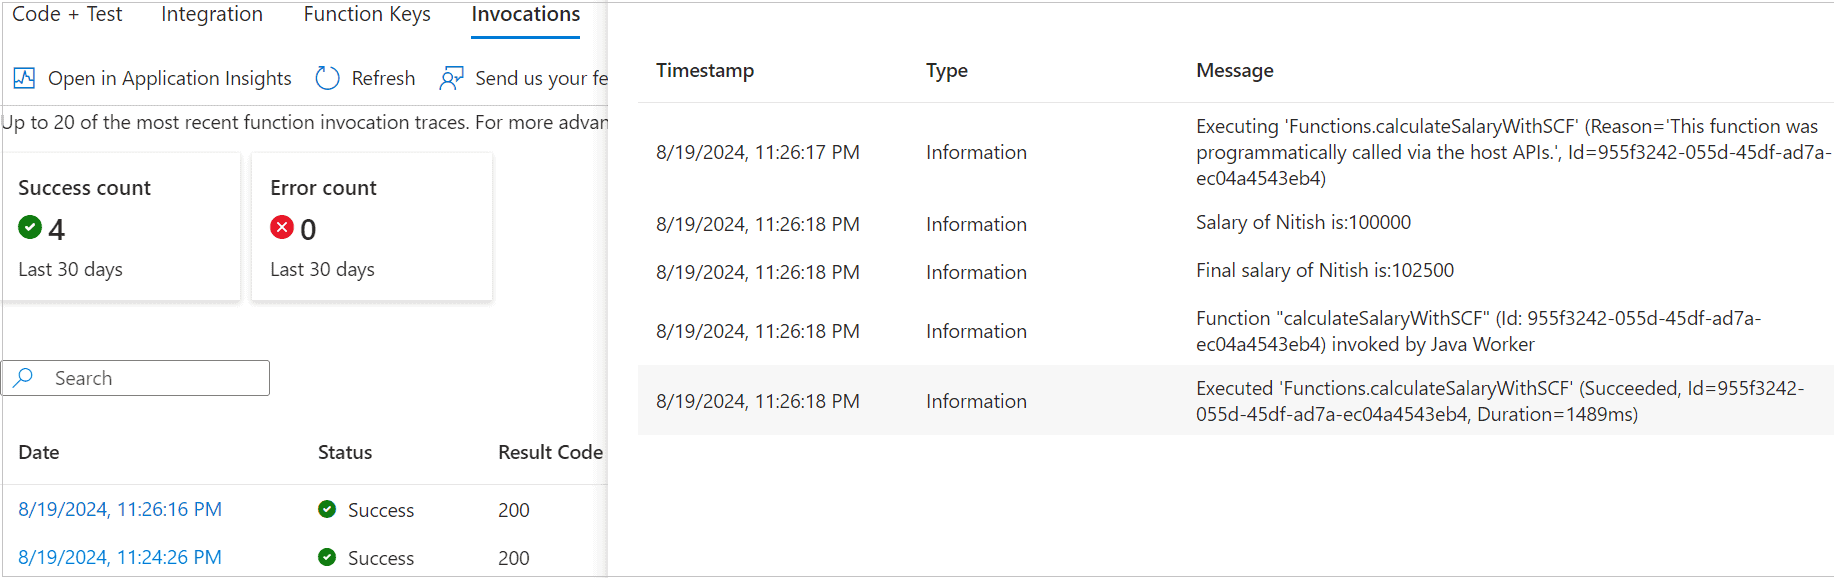 Code + Test Integration Function Keys Invocations
Open in Application Insights Refresh Send us your fe
Up to 20 of the most recent function invocation traces. For more advan
Success count
4
Last 30 days
Error count
0
Last 30 days
Search
Date Status Result Code
8/19/2024, 11:26:16 PM Success 200
8/19/2024, 11:24:26 PM Success 200
Timestamp Type Message
8/19/2024, 11:26:17 PM Information Executing 'Functions.calculateSalaryWithSCF' (Reason='This function was
programmatically called via the host APIs.', Id=955f3242-055d-45df-ad7a-
ec04a4543eb4)
8/19/2024, 11:26:18 PM Information Salary of Nitish is:100000
8/19/2024, 11:26:18 PM Information Final salary of Nitish is:102500
8/19/2024, 11:26:18 PM Information Function "calculateSalaryWithSCF" (Id: 955f3242-055d-45df-ad7a-
ec04a4543eb4) invoked by Java Worker
8/19/2024, 11:26:18 PM Information Executed 'Functions.calculateSalaryWithSCF' (Succeeded, Id=955f3242-
055d-45df-ad7a-ec04a4543eb4, Duration=1489ms)